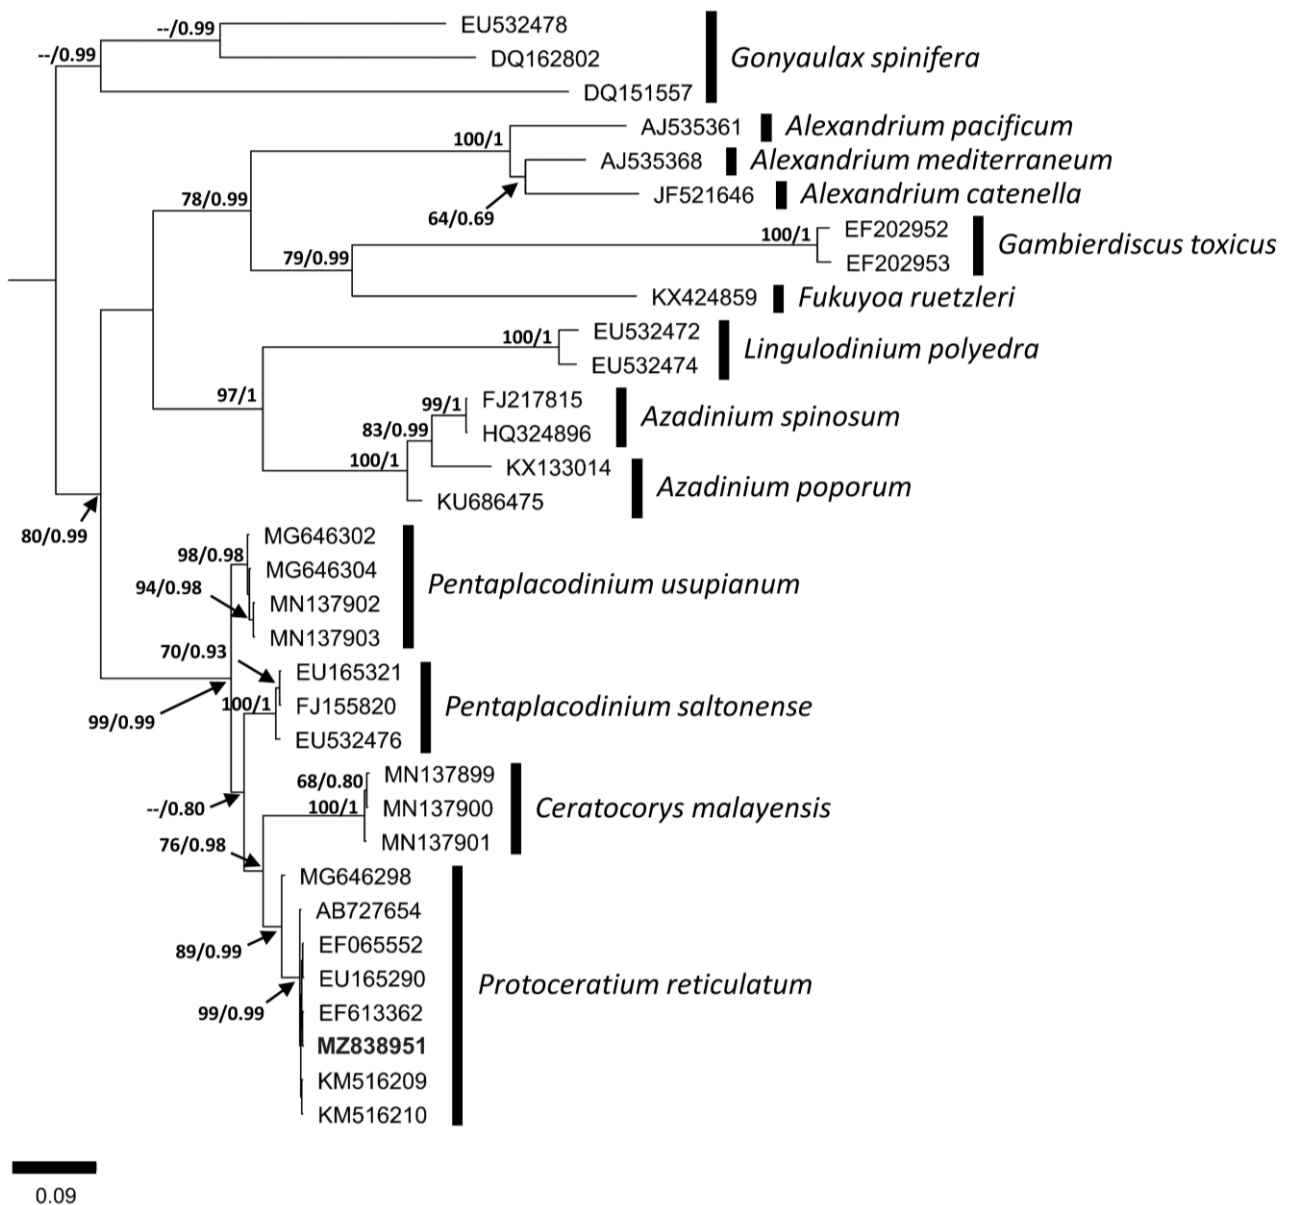 EU532478
--/0.99
--/0.99
DQ162802
Gonyaulax spinifera
DQ151557
AJ535361
Alexandrium pacificum
100/1
AJ535368
Alexandrium mediterraneum
JF521646
Alexandrium catenella
78/0.99
64/0.69
EF202952
100/1
Gambierdiscus toxicus
79/0.99
EF202953
KX424859
Fukuyoa ruetzleri
EU532472
100/1
Lingulodinium polyedra
EU532474
97/1
FJ217815
99/1
Azadinium spinosum
83/0.99
HQ324896
100/1
KX133014
Azadinium poporum
KU686475
80/0.99
MG646302
98/0.98
MG646304
Pentaplacodinium usupianum
94/0.98
MN137902
MN137903
70/0.93
EU165321
100/1
FJ155820
Pentaplacodinium saltonense
99/0.99
EU532476
MN137899
68/0.80
--/0.80
100/1
MN137900
Ceratocorys malayensis
76/0.98
MN137901
MG646298
AB727654
89/0.99
EF065552
EU165290
Protoceratium reticulatum
99/0.99
EF613362
MZ838951
KM516209
KM516210
0.09